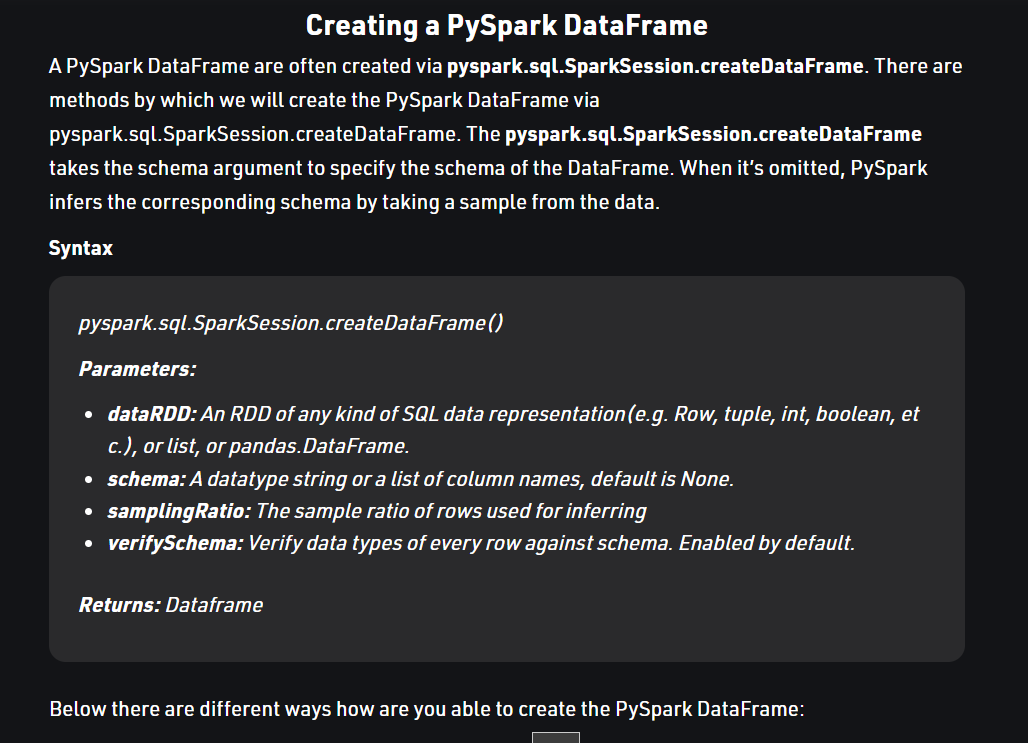 Creating a PySpark DataFrame
A PySpark DataFrame are often created via pyspark.sql.SparkSession.createDataFrame. There are
methods by which we will create the PySpark DataFrame via
pyspark.sql.SparkSession.createDataFrame. The pyspark.sql.SparkSession.createDataFrame
takes the schema argument to specify the schema of the DataFrame. When it’s omitted, PySpark
infers the corresponding schema by taking a sample from the data.
Syntax
pyspark.sql.SparkSession.createDataFrame()
Parameters:
• dataRDD: An RDD of any kind of SQL data representation(e.g. Row, tuple, int, boolean, et
c.), or list, or pandas.DataFrame.
• schema: A datatype string or a list of column names, default is None.
• samplingRatio: The sample ratio of rows used for inferring
• verifySchema: Verify data types of every row against schema. Enabled by default.
Returns: Dataframe
Below there are different ways how are you able to create the PySpark DataFrame: